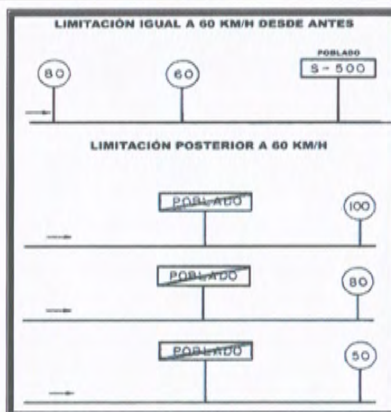 LIMITACIÓN IGUAL A 60 KM/H DESDE ANTES
POBLADO
80 60 S-500
LIMITACIÓN POSTERIOR A 60 KM/H
POBLADO 100
POBLADO 80
POBLADO 50